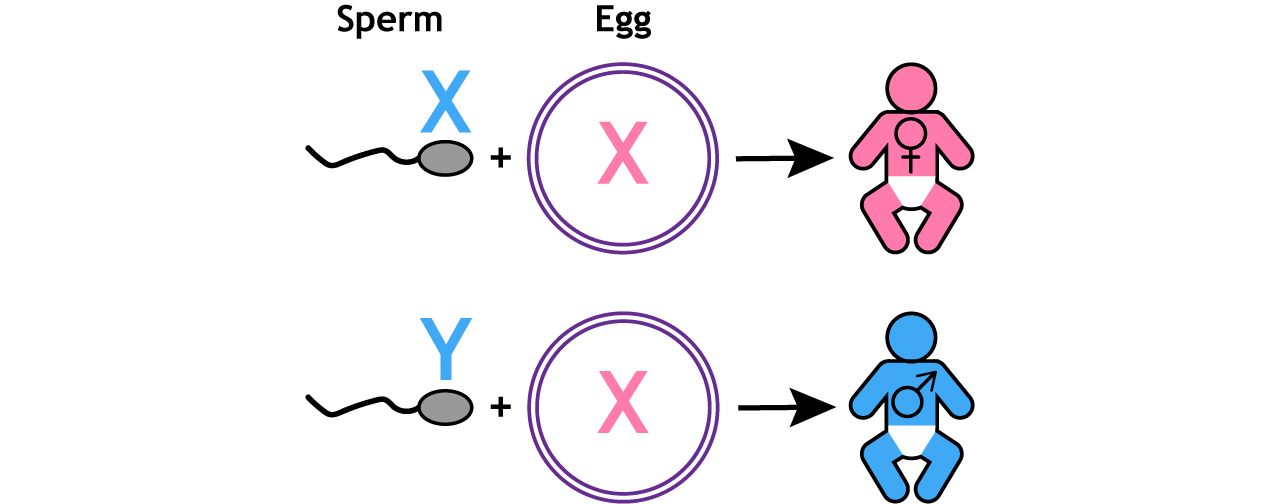 Sperm Egg
X
+ X
Y
+ X